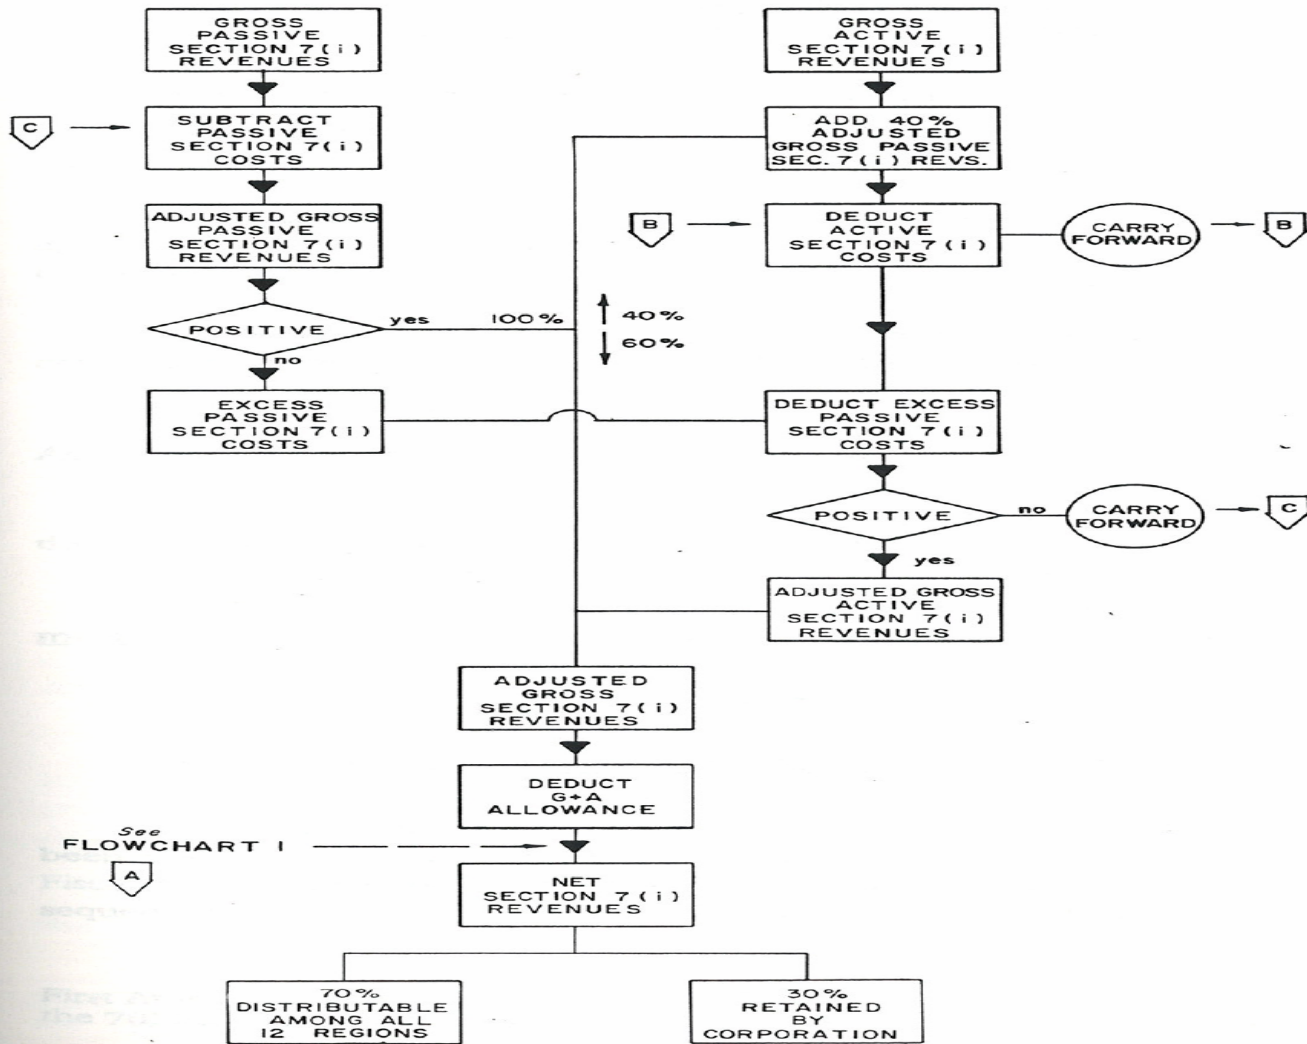 GROSS
PASSIVE
SECTION 7(i)
REVENUES
C
SUBTRACT
PASSIVE
SECTION 7(i)
COSTS
ADJUSTED GROSS
PASSIVE
SECTION 7(i)
REVENUES
POSITIVE
yes
100%
no
EXCESS
PASSIVE
SECTION 7(i)
COSTS
40%
60%
GROSS
ACTIVE
SECTION 7(i)
REVENUES
ADD 40%
ADJUSTED
GROSS PASSIVE
SEC. 7(i) REVS.
B
DEDUCT
ACTIVE
SECTION 7(i)
COSTS
CARRY
FORWARD
B
DEDUCT EXCESS
PASSIVE
SECTION 7(i)
COSTS
POSITIVE
no
CARRY
FORWARD
C
yes
ADJUSTED GROSS
ACTIVE
SECTION 7(i)
REVENUES
ADJUSTED
GROSS
SECTION 7(i)
REVENUES
DEDUCT
G+A
ALLOWANCE
See
FLOWCHART I
A
NET
SECTION 7(i)
REVENUES
70%
DISTRIBUTABLE
AMONG ALL
12 REGIONS
30%
RETAINED
BY
CORPORATION